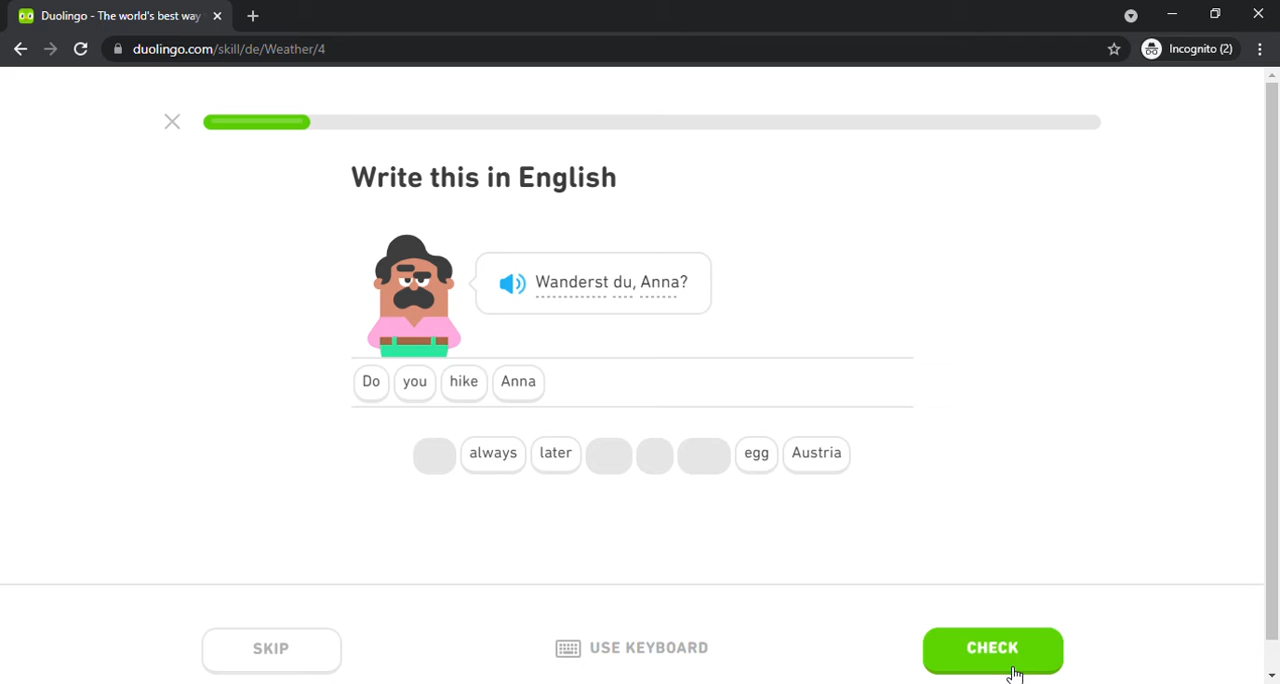 Duolingo - The world's best way
duolingo.com/skill/de/Weather/4
Incognito (2)
Write this in English
Wanderst du, Anna?
Do you hike Anna
always later egg Austria
SKIP
USE KEYBOARD
CHECK